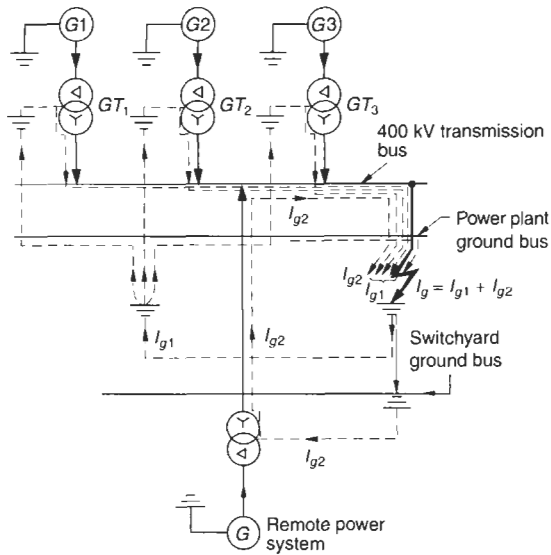 G1
G2
G3
GT1
GT2
GT3
400 kV transmission
bus
Ig2
Power plant
ground bus
Ig2
Ig1
Ig = Ig1 + Ig2
Ig1
Ig2
Switchyard
ground bus
Ig2
G
Remote power
system